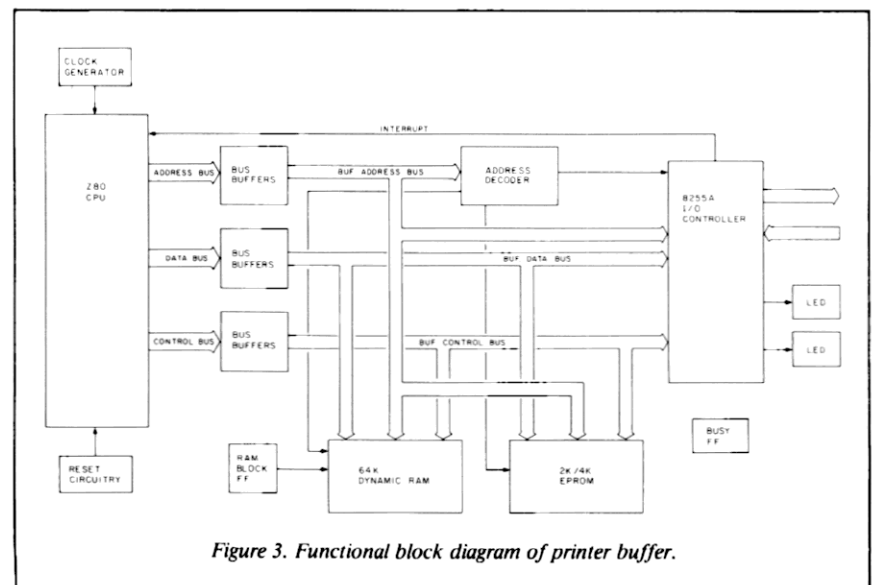 CLOCK
GENERATOR
INTERRUPT
Z80
CPU
ADDRESS BUS
BUS
BUFFERS
BUF ADDRESS BUS
ADDRESS
DECODER
8255A
I/O
CONTROLLER
DATA BUS
BUS
BUFFERS
BUF DATA BUS
LED
CONTROL BUS
BUS
BUFFERS
BUF CONTROL BUS
LED
BUSY
FF
RESET
CIRCUITRY
RAM
BLOCK
FF
64K
DYNAMIC RAM
2K/4K
EPROM
Figure 3. Functional block diagram of printer buffer.